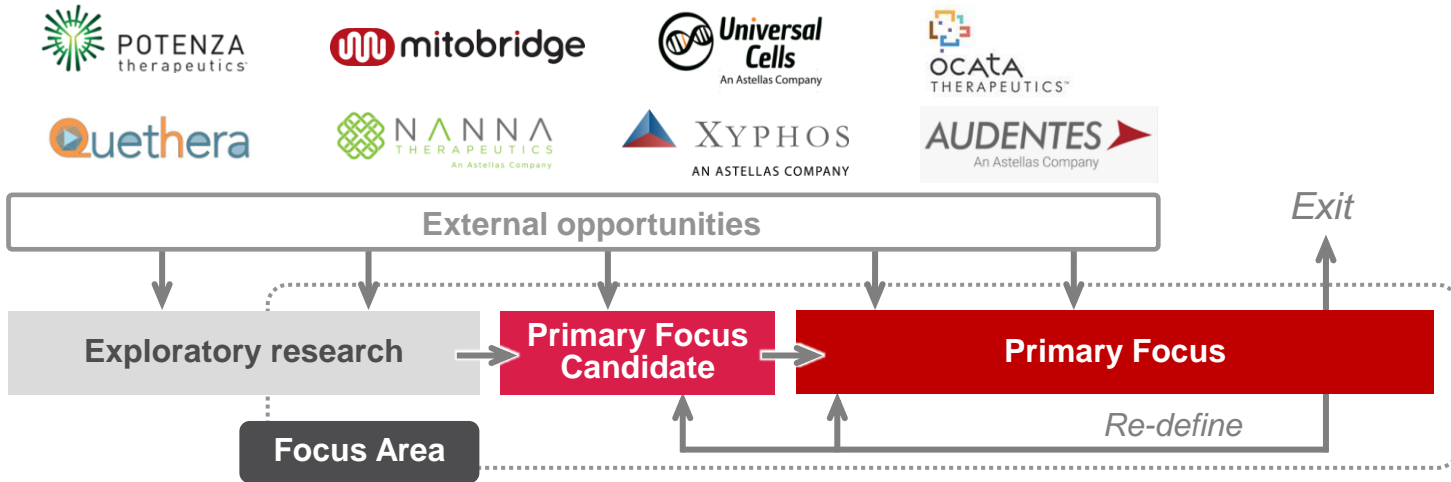 POTENZA
therapeutics
mitobridge
Universal
Cells
An Astellas Company
OCATA
THERAPEUTICS™
Quethera
NANNA
THERAPEUTICS
An Astellas Company
XYPHOS
AN ASTELLAS COMPANY
AUDENTES
An Astellas Company
External opportunities
Exit
Exploratory research
Primary Focus
Candidate
Primary Focus
Re-define
Focus Area